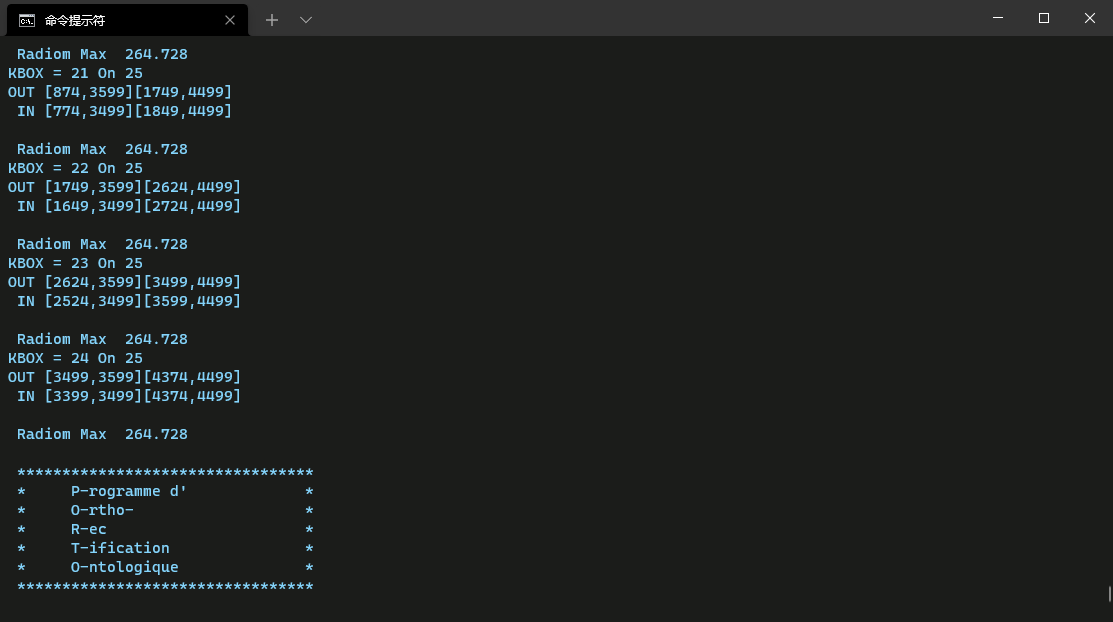 命令提示符
Radiom Max  264.728
KBOX = 21 On 25
OUT [874,3599][1749,4499]
IN [774,3499][1849,4499]
Radiom Max  264.728
KBOX = 22 On 25
OUT [1749,3599][2624,4499]
IN [1649,3499][2724,4499]
Radiom Max  264.728
KBOX = 23 On 25
OUT [2624,3599][3499,4499]
IN [2524,3499][3599,4499]
Radiom Max  264.728
KBOX = 24 On 25
OUT [3499,3599][4374,4499]
IN [3399,3499][4374,4499]
Radiom Max  264.728
*********************************
*     P-rogramme d'             *
*     O-rtho-                   *
*     R-ec                      *
*     T-ification               *
*     O-ntologique              *
*********************************